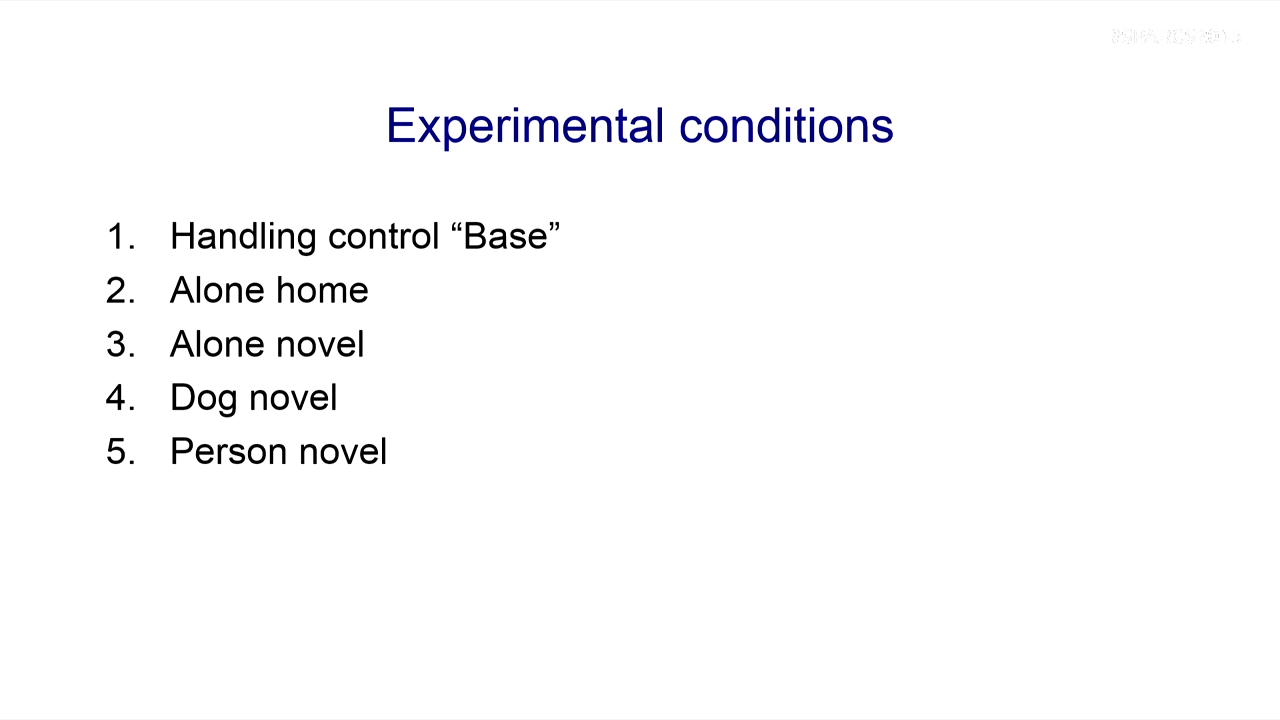 Experimental conditions
1. Handling control “Base”
2. Alone home
3. Alone novel
4. Dog novel
5. Person novel